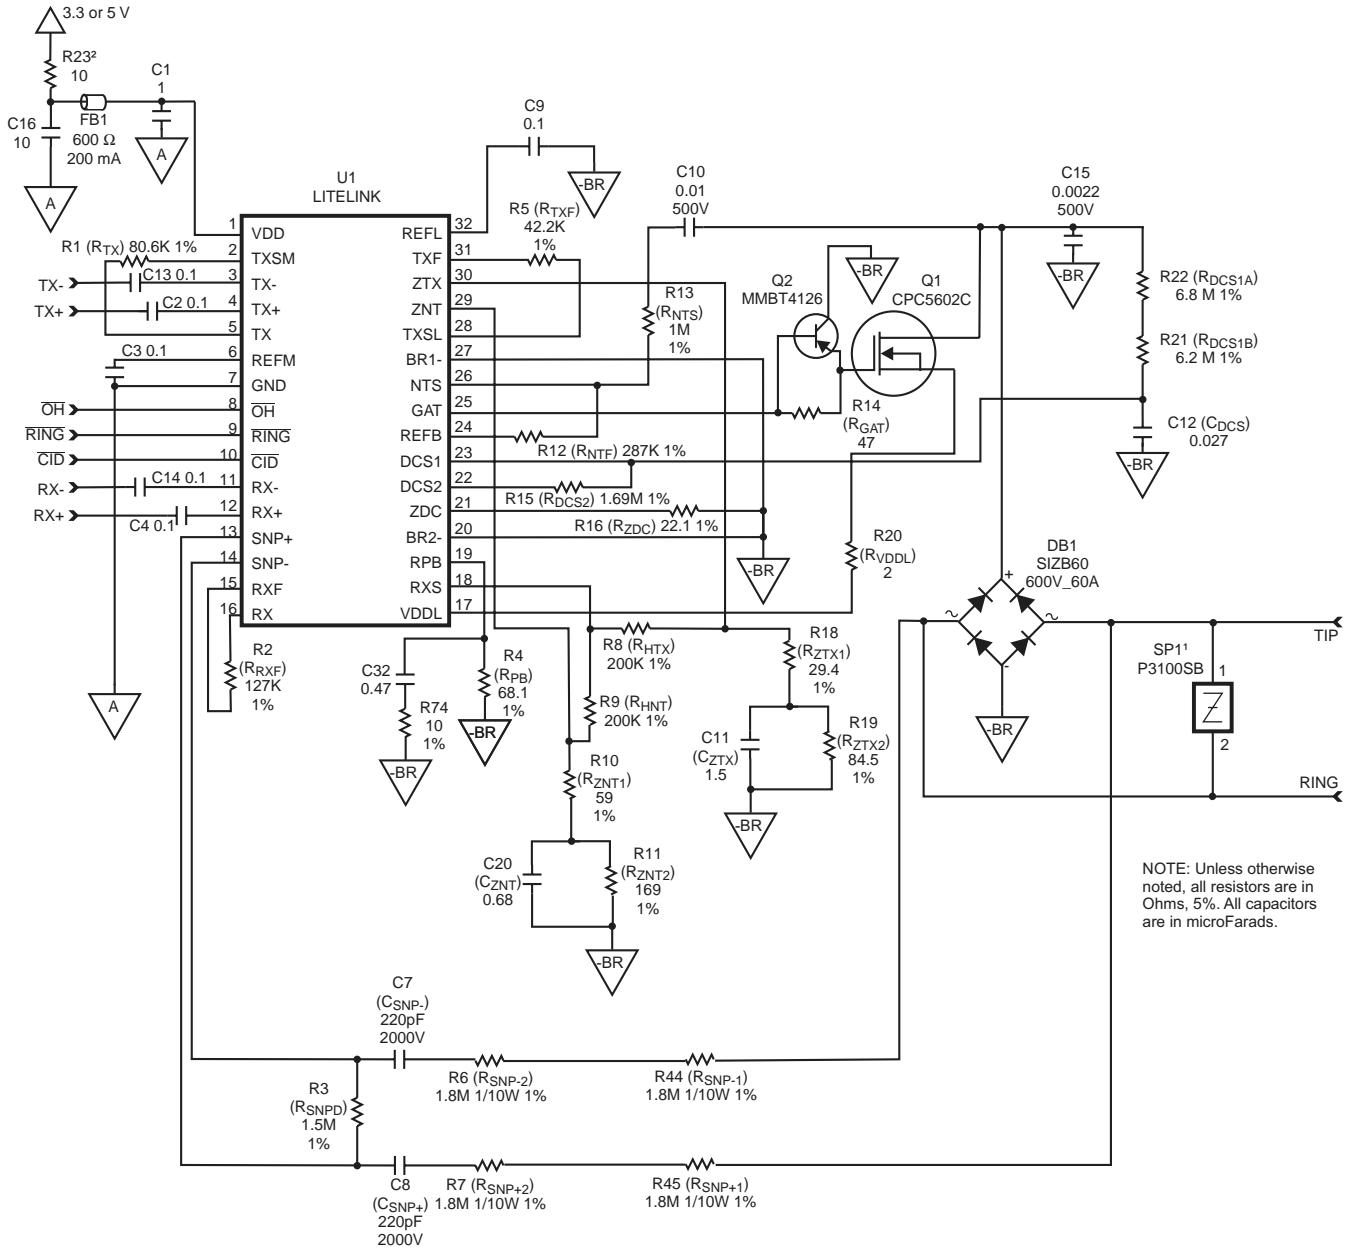 3.3 or 5 V
R23²
10
C1
1
C16
10
FB1
600 Ω
200 mA
A
A
C9
0.1
-BR
U1
LITELINK
R5 (RTXF)
42.2K
1%
C10
0.01
500V
C15
0.0022
500V
-BR
R1 (RTX) 80.6K 1%
TX-
C13 0.1
TX+
C2 0.1
C3 0.1
OH
RING
CID
RX-
C14 0.1
RX+
C4 0.1
1 VDD
2 TXSM
3 TX-
4 TX+
5 TX
6 REFM
7 GND
8 OH
9 RING
10 CID
11 RX-
12 RX+
13 SNP+
14 SNP-
15 RXF
16 RX
REFL 32
TXF 31
ZTX 30
ZNT 29
TXSL 28
BR1- 27
NTS 26
GAT 25
REFB 24
DCS1 23
DCS2 22
ZDC 21
BR2- 20
RPB 19
RXS 18
VDDL 17
R13
(RNTS)
1M
1%
Q2
MMBT4126
-BR
Q1
CPC5602C
R22 (RDCS1A)
6.8 M 1%
R21 (RDCS1B)
6.2 M 1%
R14
(RGAT)
47
C12 (CDCS)
0.027
-BR
R12 (RNTF) 287K 1%
R15 (RDCS2) 1.69M 1%
R16 (RZDC) 22.1 1%
-BR
R20
(RVDDL)
2
DB1
SIZB60
600V_60A
+
~
~
-
-BR
TIP
SP1¹
P3100SB
1
2
RING
R2
(RRXF)
127K
1%
A
C32
0.47
R74
10
1%
-BR
R4
(RPB)
68.1
1%
-BR
R8 (RHTX)
200K 1%
R9 (RHNT)
200K 1%
R18
(RZTX1)
29.4
1%
C11
(CZTX)
1.5
R19
(RZTX2)
84.5
1%
-BR
R10
(RZNT1)
59
1%
C20
(CZNT)
0.68
R11
(RZNT2)
169
1%
-BR
NOTE: Unless otherwise
noted, all resistors are in
Ohms, 5%. All capacitors
are in microFarads.
C7
(CSNP-)
220pF
2000V
R6 (RSNP-2)
1.8M 1/10W 1%
R44 (RSNP-1)
1.8M 1/10W 1%
R3
(RSNPD)
1.5M
1%
C8
(CSNP+)
220pF
2000V
R7 (RSNP+2)
1.8M 1/10W 1%
R45 (RSNP+1)
1.8M 1/10W 1%